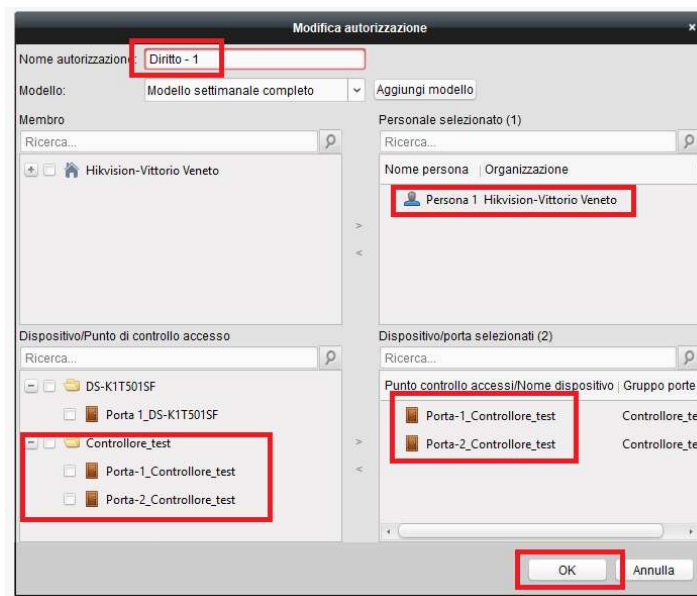 Modifica autorizzazione
Nome autorizzazione: Diritto - 1
Modello: Modello settimanale completo Aggiungi modello
Membro
Ricerca...
Hikvision-Vittorio Veneto
Personale selezionato (1)
Ricerca...
Nome persona Organizzazione
Persona 1 Hikvision-Vittorio Veneto
>
<
Dispositivo/Punto di controllo accesso
Ricerca...
DS-K1T501SF
Porta 1_DS-K1T501SF
Controllore_test
Porta-1_Controllore_test
Porta-2_Controllore_test
>
<
Dispositivo/porta selezionati (2)
Ricerca...
Punto controllo accessi/Nome dispositivo Gruppo porte
Porta-1_Controllore_test Controllore_te
Porta-2_Controllore_test Controllore_te
OK Annulla